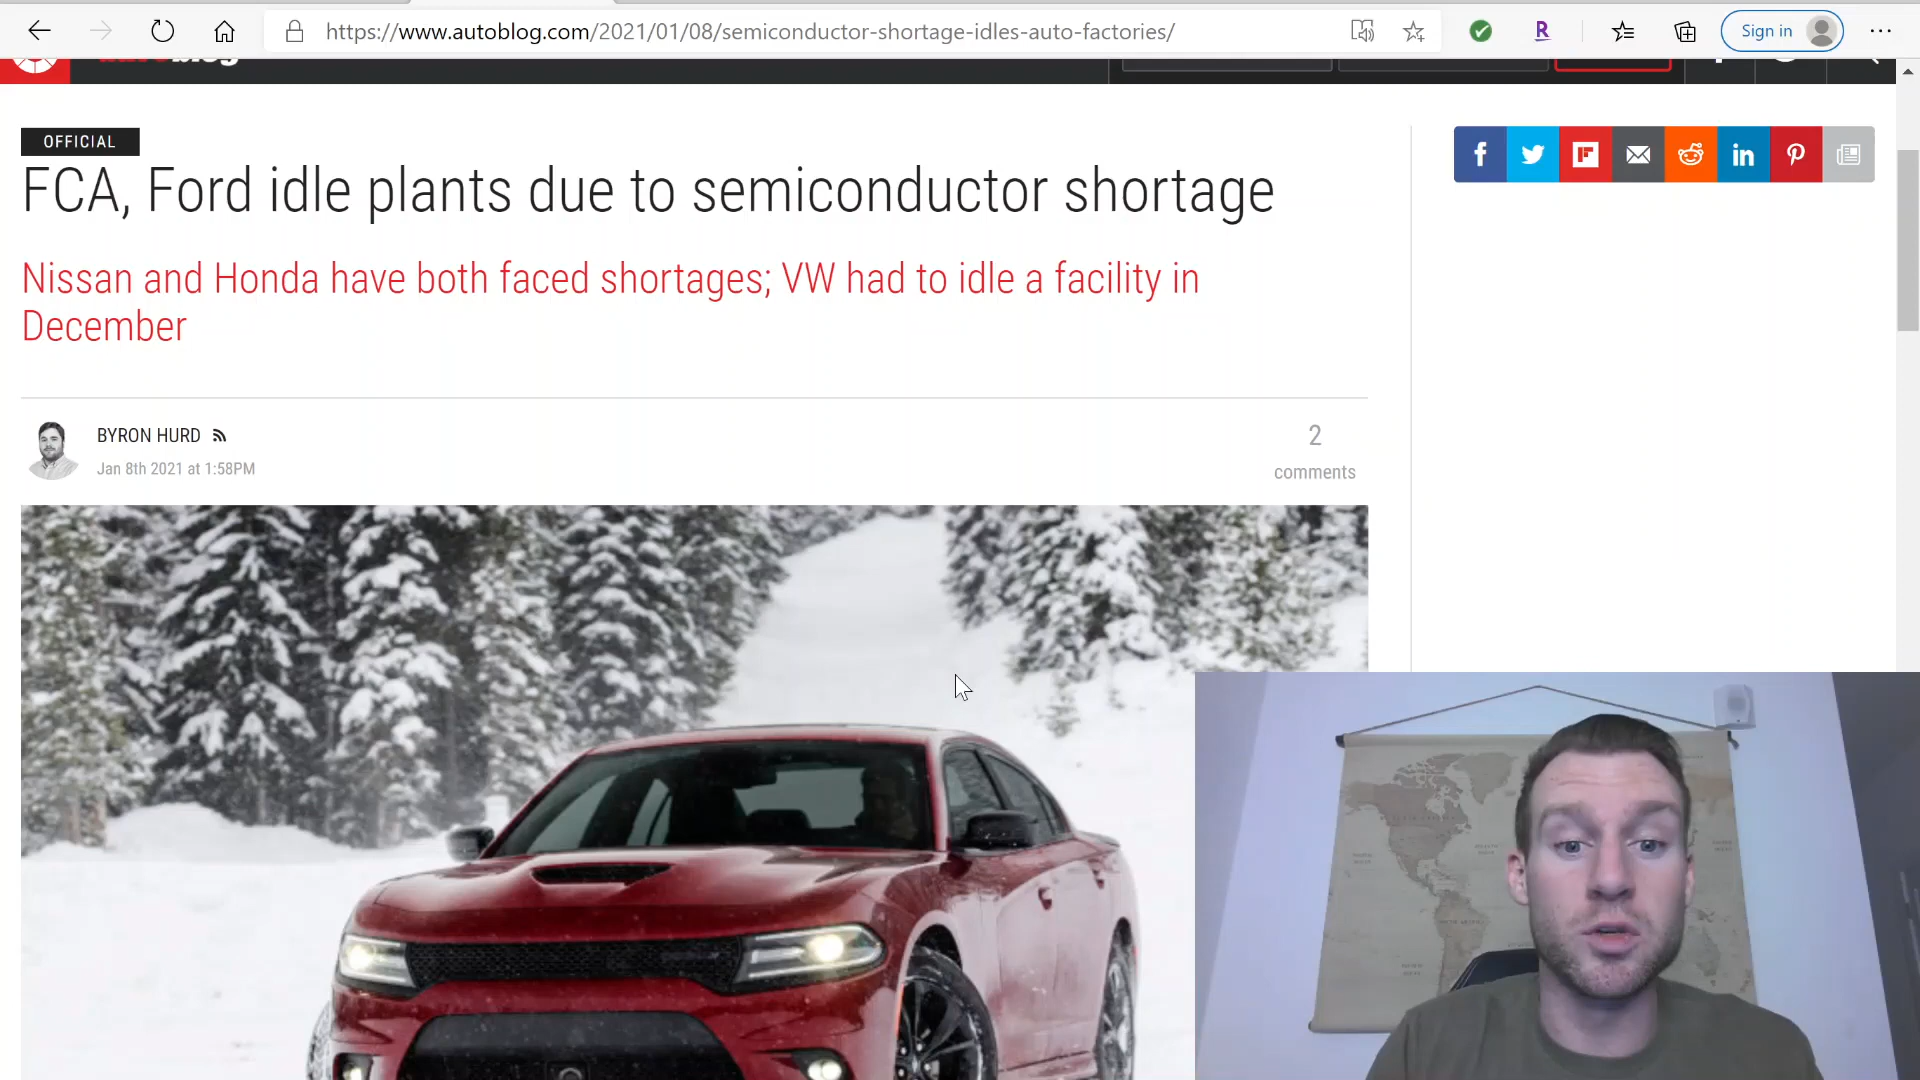 https://www.autoblog.com/2021/01/08/semiconductor-shortage-idles-auto-factories/
Sign in
OFFICIAL
FCA, Ford idle plants due to semiconductor shortage
Nissan and Honda have both faced shortages; VW had to idle a facility in
December
BYRON HURD
Jan 8th 2021 at 1:58PM
2
comments